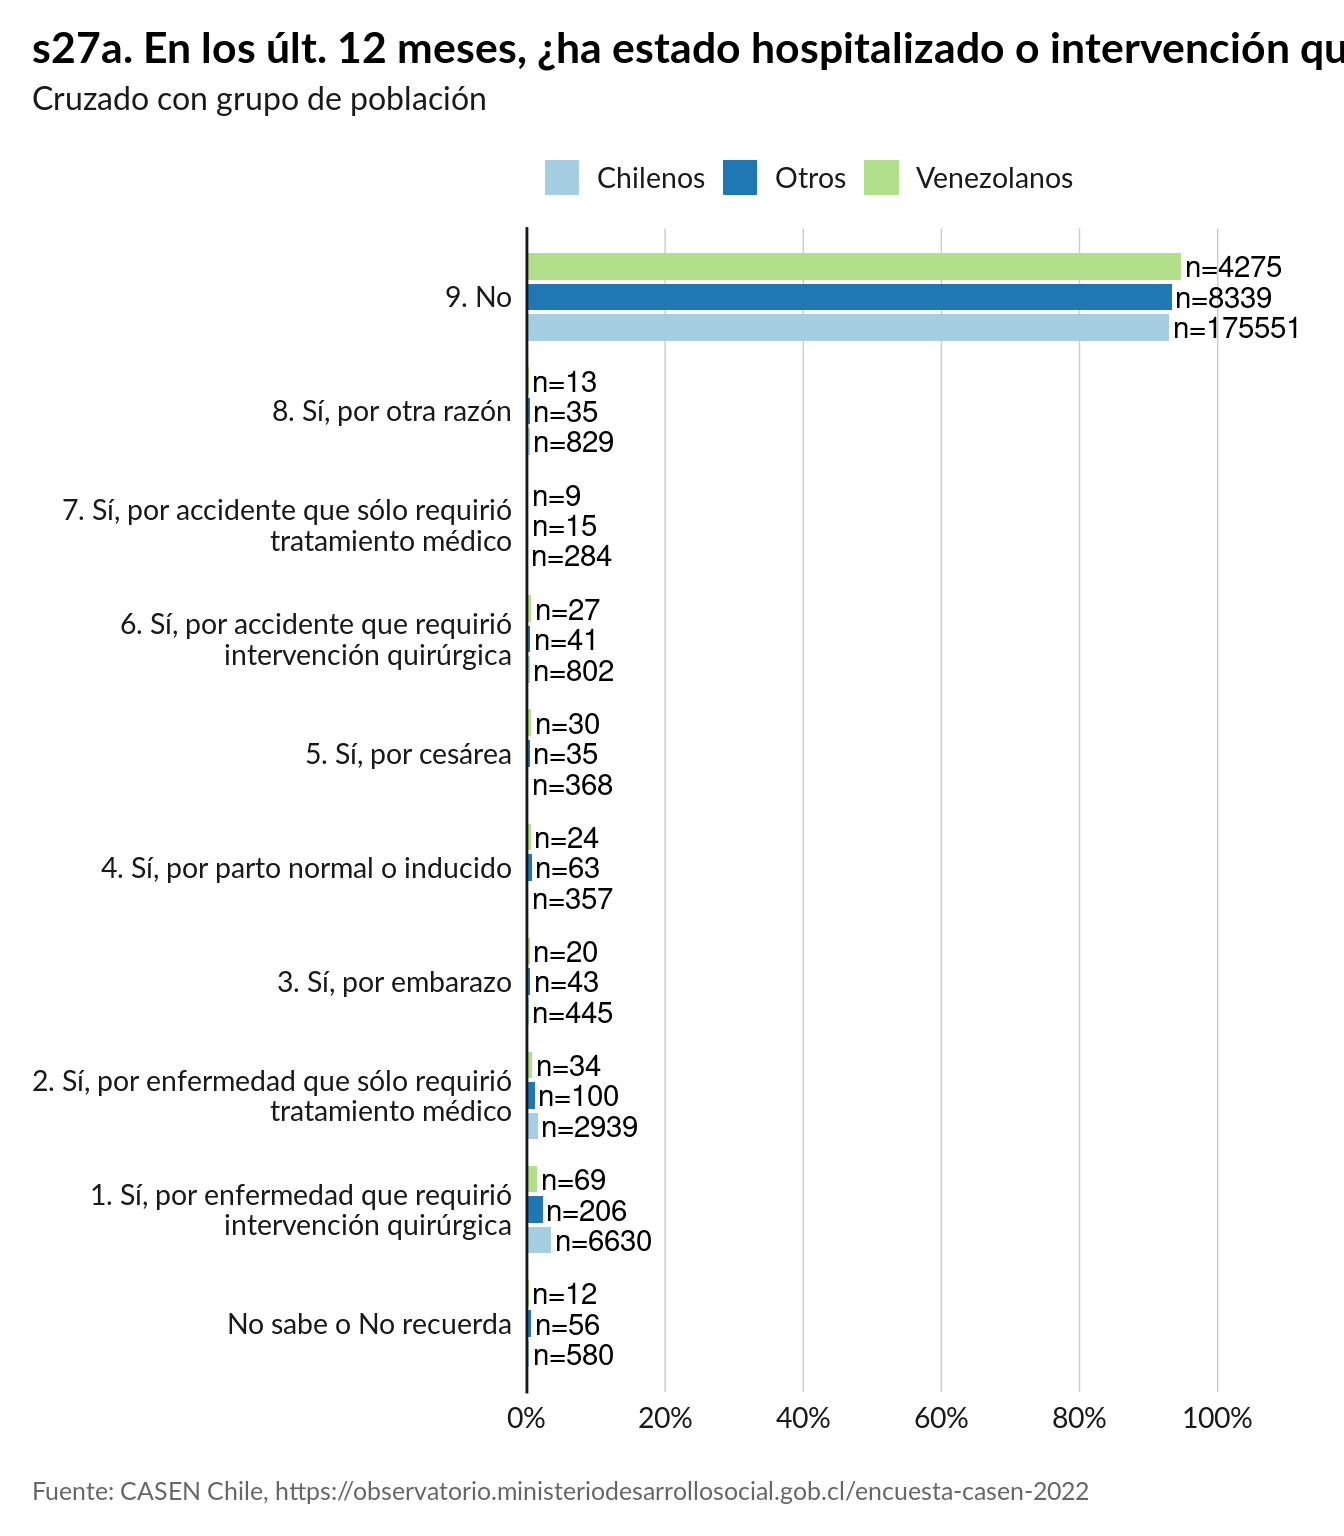 s27a. En los últ. 12 meses, ¿ha estado hospitalizado o intervención qu
Cruzado con grupo de población
Chilenos Otros Venezolanos
9. No
n=4275
n=8339
n=175551
8. Sí, por otra razón
n=13
n=35
n=829
7. Sí, por accidente que sólo requirió
tratamiento médico
n=9
n=15
n=284
6. Sí, por accidente que requirió
intervención quirúrgica
n=27
n=41
n=802
5. Sí, por cesárea
n=30
n=35
n=368
4. Sí, por parto normal o inducido
n=24
n=63
n=357
3. Sí, por embarazo
n=20
n=43
n=445
2. Sí, por enfermedad que sólo requirió
tratamiento médico
n=34
n=100
n=2939
1. Sí, por enfermedad que requirió
intervención quirúrgica
n=69
n=206
n=6630
No sabe o No recuerda
n=12
n=56
n=580
0% 20% 40% 60% 80% 100%
Fuente: CASEN Chile, https://observatorio.ministeriodesarrollosocial.gob.cl/encuesta-casen-2022